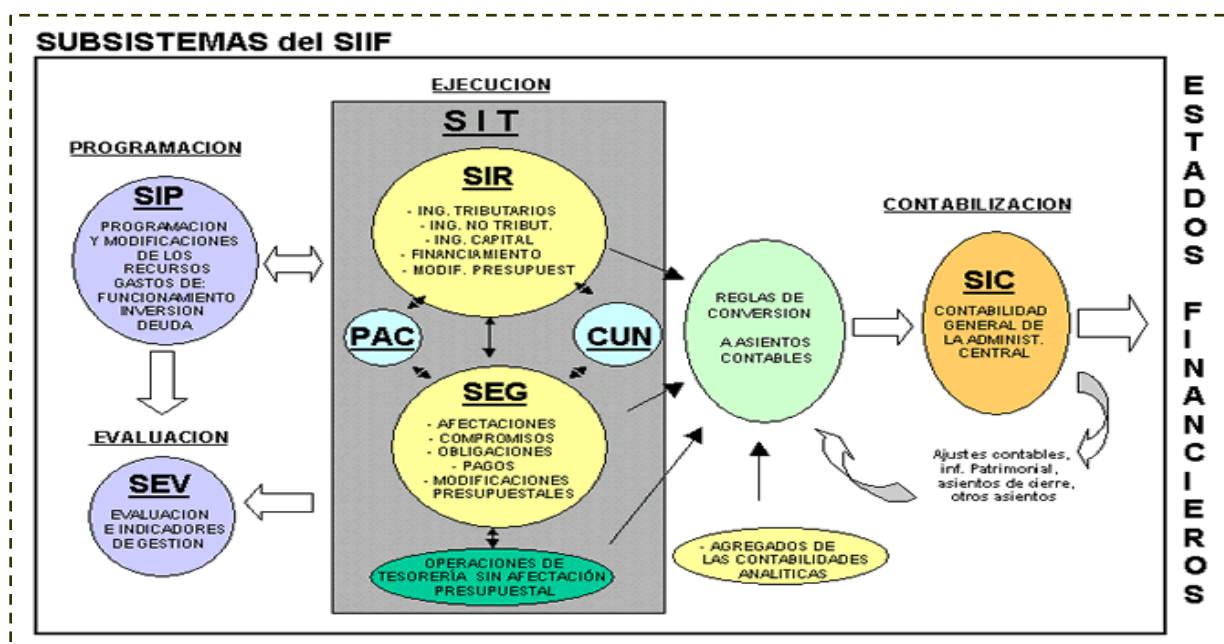 SUBSISTEMAS del SIIF
PROGRAMACION
SIP
PROGRAMACION
Y MODIFICACIONES
DE LOS
RECURSOS
GASTOS DE:
FUNCIONAMIENTO
INVERSION
DEUDA
EVALUACION
SEV
EVALUACION
E INDICADORES
DE GESTION
EJECUCION
SIT
SIR
- ING. TRIBUTARIOS
- ING. NO TRIBUT.
- ING. CAPITAL
- FINANCIAMIENTO
- MODIF. PRESUPUEST
PAC
CUN
SEG
- AFECTACIONES
- COMPROMISOS
- OBLIGACIONES
- PAGOS
- MODIFICACIONES
PRESUPUESTALES
OPERACIONES DE
TESORERÍA SIN AFECTACIÓN
PRESUPUESTAL
REGLAS DE
CONVERSION
A ASIENTOS
CONTABLES
- AGREGADOS DE
LAS CONTABILIDADES
ANALITICAS
CONTABILIZACION
SIC
CONTABILIDAD
GENERAL DE
LA ADMINIST.
CENTRAL
Ajustes contables,
inf. Patrimonial,
asientos de cierre,
otros asientos
ESTADOS FINANCIEROS